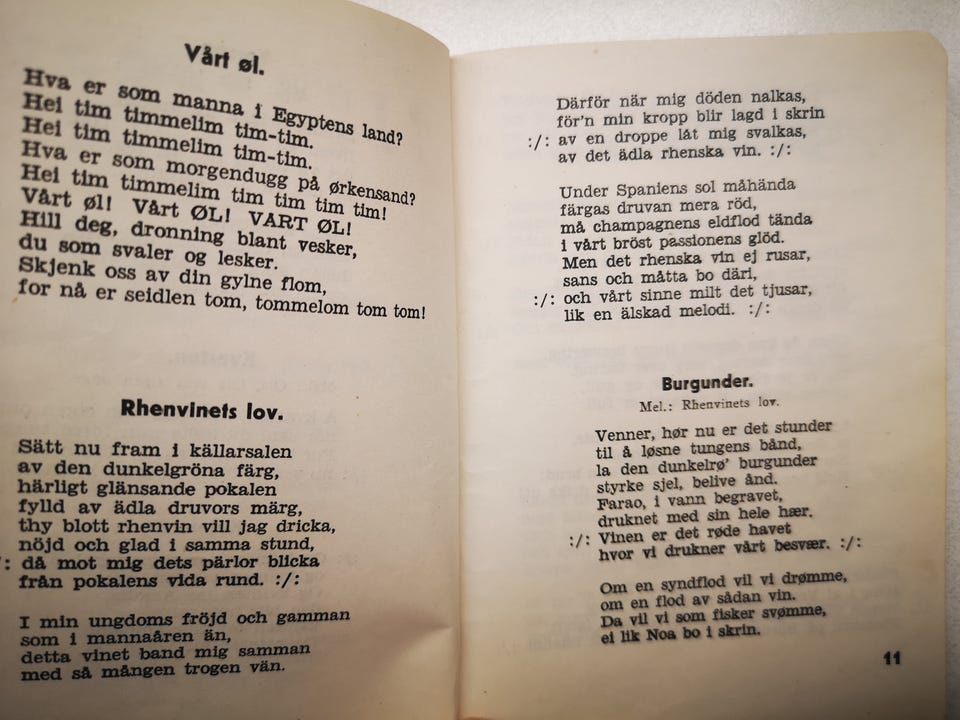 Vårt øl.
Hva er som manna i Egyptens land?
Hei tim timmelim tim-tim.
Hei tim timmelim tim-tim.
Hva er som morgendugg på ørkensand?
Hei tim timmelim tim tim tim tim!
Vårt øl! Vårt ØL! VÅRT ØL!
Hill deg, dronning blant vesker,
du som svaler og lesker.
Skjenk oss av din gylne flom,
for nå er seidlen tom, tommelom tom tom!
Rhenvinets lov.
Sätt nu fram i källarsalen
av den dunkelgröna färg,
härligt glänsande pokalen
fylld av ädla druvors märg,
thy blott rhenvin vill jag dricka,
nöjd och glad i samma stund,
: då mot mig dets pärlor blicka
från pokalens vida rund. :/:
I min ungdoms fröjd och gamman
som i mannaåren än,
detta vinet band mig samman
med så mången trogen vän.
Därför när mig döden nalkas,
för'n min kropp blir lagd i skrin
:/: av en droppe låt mig svalkas,
av det ädla rhenska vin. :/:
Under Spaniens sol måhända
färgas druvan mera röd,
må champagnens eldflod tända
i vårt bröst passionens glöd.
Men det rhenska vin ej rusar,
sans och måtta bo däri,
:/: och vårt sinne milt det tjusar,
lik en älskad melodi. :/:
Burgunder.
Mel.: Rhenvinets lov.
Venner, hør nu er det stunder
til å løsne tungens bånd,
la den dunkelrø' burgunder
styrke sjel, belive ånd.
Farao, i vann begravet,
druknet med sin hele hær.
:/: Vinen er det røde havet
hvor vi drukner vårt besvær. :/:
Om en syndflod vil vi drømme,
om en flod av sådan vin.
Da vil vi som fisker svømme,
ei lik Noa bo i skrin.
11